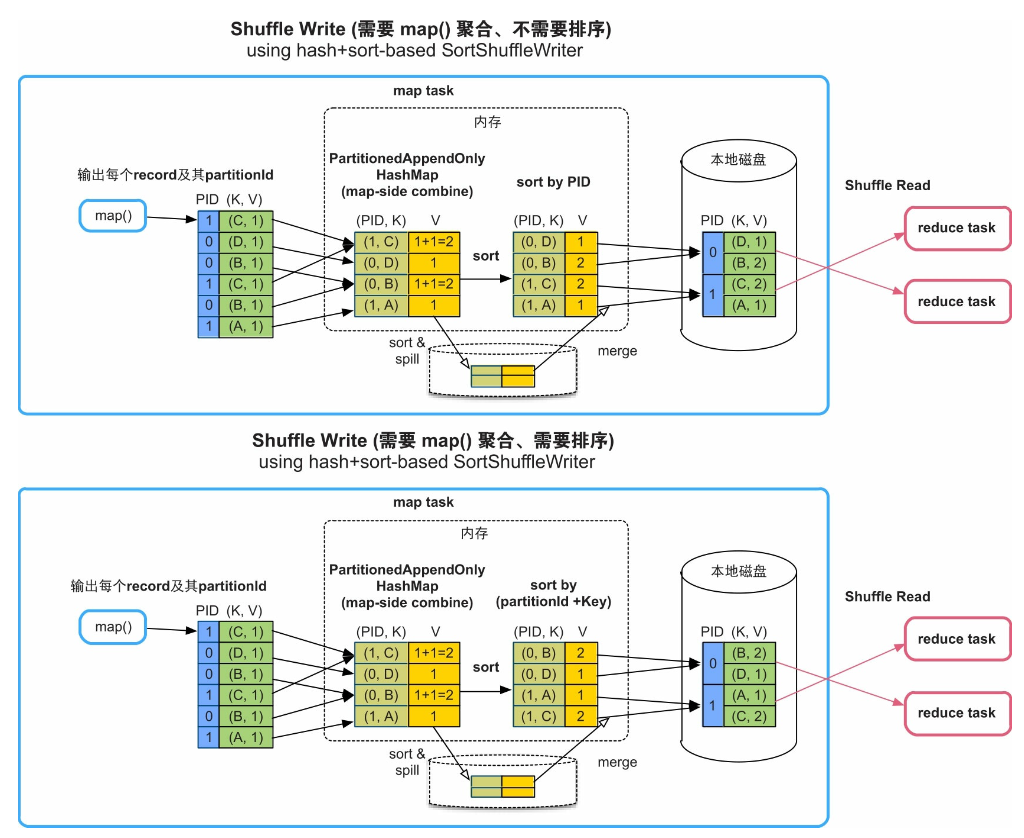 Shuffle Write (需要 map() 聚合、不需要排序)
using hash+sort-based SortShuffleWriter
map task
内存
输出每个record及其partitionId
map()
PID (K, V)
1 (C, 1)
0 (D, 1)
0 (B, 1)
1 (C, 1)
0 (B, 1)
1 (A, 1)
PartitionedAppendOnly
HashMap
(map-side combine)
(PID, K) V
(1, C) 1+1=2
(0, D) 1
(0, B) 1+1=2
(1, A) 1
sort
sort &
spill
sort by PID
(PID, K) V
(0, D) 1
(0, B) 2
(1, C) 2
(1, A) 1
merge
本地磁盘
PID (K, V)
0 (D, 1)
(B, 2)
1 (C, 2)
(A, 1)
Shuffle Read
reduce task
reduce task
Shuffle Write (需要 map() 聚合、需要排序)
using hash+sort-based SortShuffleWriter
map task
内存
输出每个record及其partitionId
map()
PID (K, V)
1 (C, 1)
0 (D, 1)
0 (B, 1)
1 (C, 1)
0 (B, 1)
1 (A, 1)
PartitionedAppendOnly
HashMap
(map-side combine)
(PID, K) V
(1, C) 1+1=2
(0, D) 1
(0, B) 1+1=2
(1, A) 1
sort
sort &
spill
sort by
(partitionId +Key)
(PID, K) V
(0, B) 2
(0, D) 1
(1, A) 1
(1, C) 2
merge
本地磁盘
PID (K, V)
0 (B, 2)
(D, 1)
1 (A, 1)
(C, 2)
Shuffle Read
reduce task
reduce task